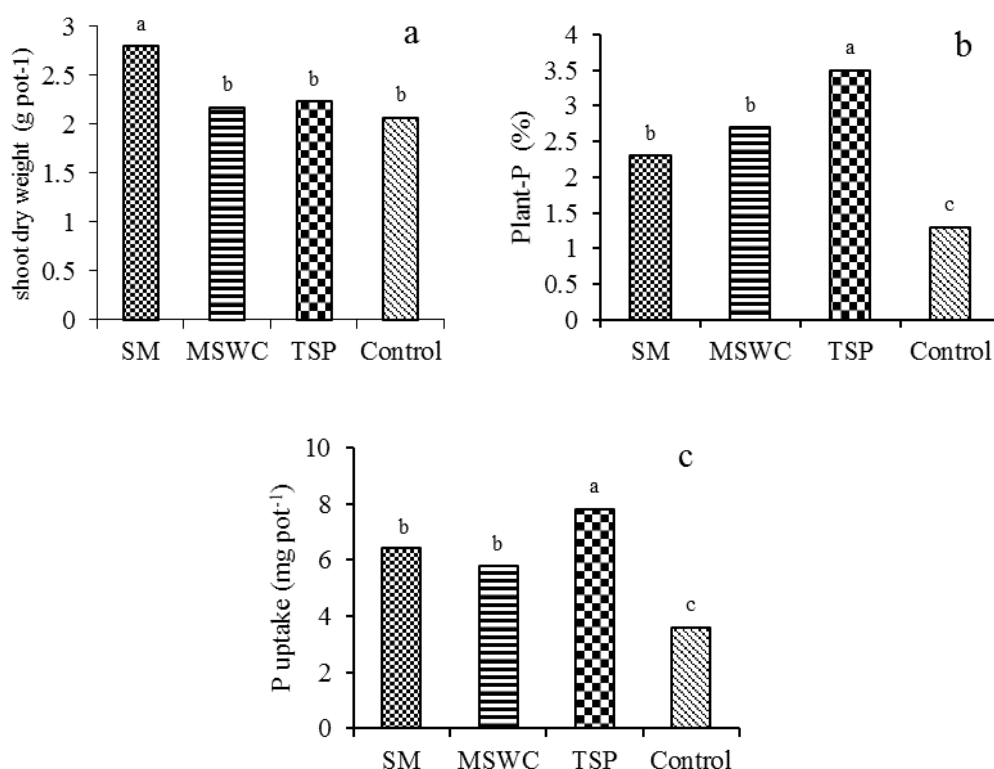 a
shoot dry weight (g pot-1)
3
2.5
2
1.5
1
0.5
0
a
b
b
b
SM MSWC TSP Control
b
Plant-P (%)
4
3.5
3
2.5
2
1.5
1
0.5
0
b
b
a
c
SM MSWC TSP Control
c
P uptake (mg pot-1)
10
8
6
4
2
0
b
b
a
c
SM MSWC TSP Control